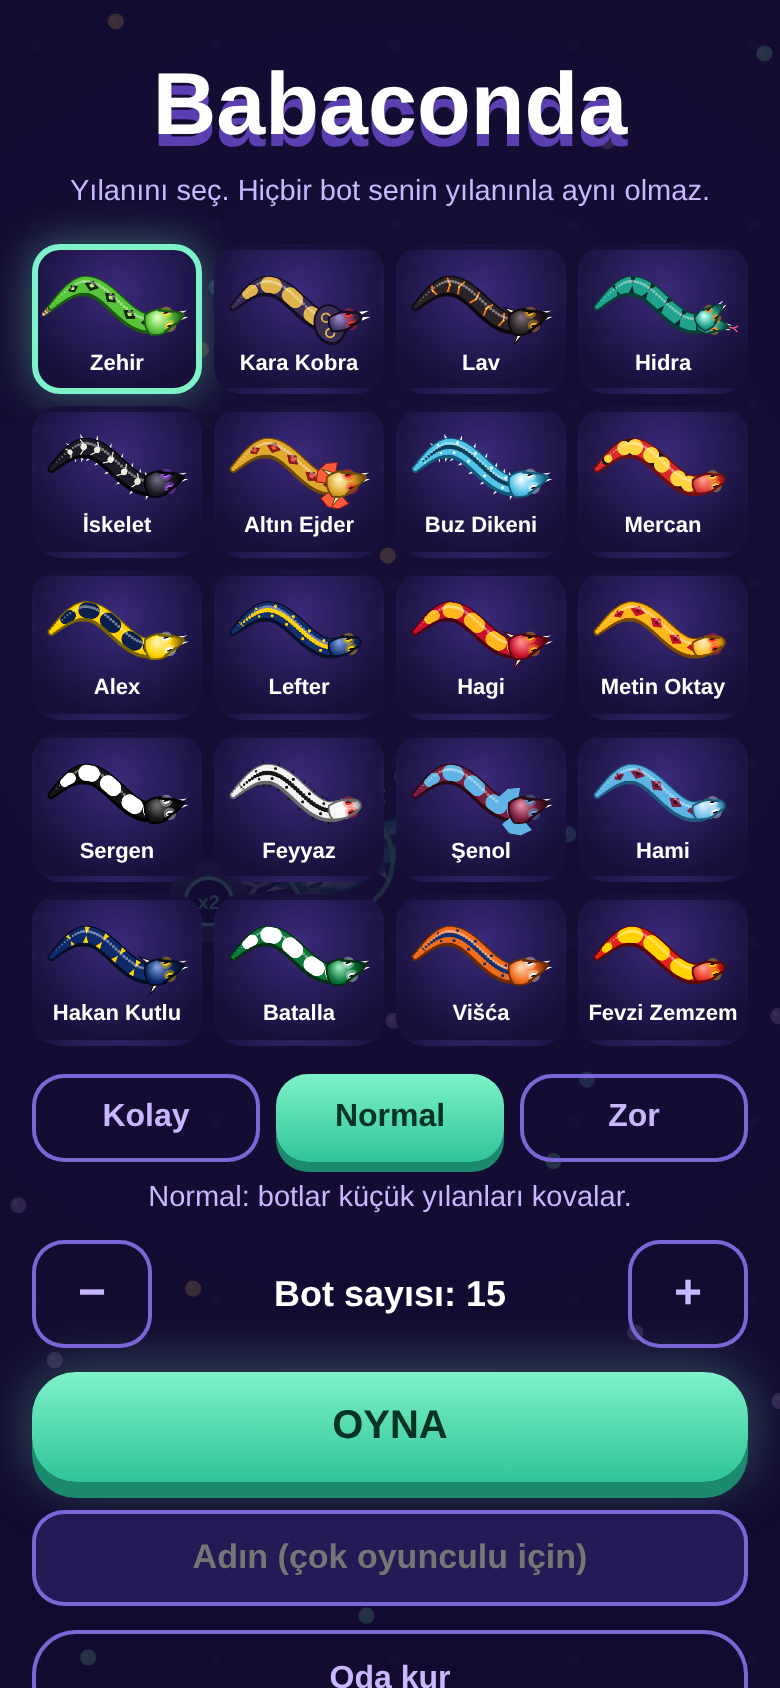 Babaconda
Yılanını seç. Hiçbir bot senin yılanınla aynı olmaz.
Zehir
Kara Kobra
Lav
Hidra
İskelet
Altın Ejder
Buz Dikeni
Mercan
Alex
Lefter
Hagi
Metin Oktay
Sergen
Feyyaz
Şenol
Hami
x2
Hakan Kutlu
Batalla
Višća
Fevzi Zemzem
Kolay
Normal
Zor
Normal: botlar küçük yılanları kovalar.
−
Bot sayısı: 15
+
OYNA
Adın (çok oyunculu için)
Oda kur